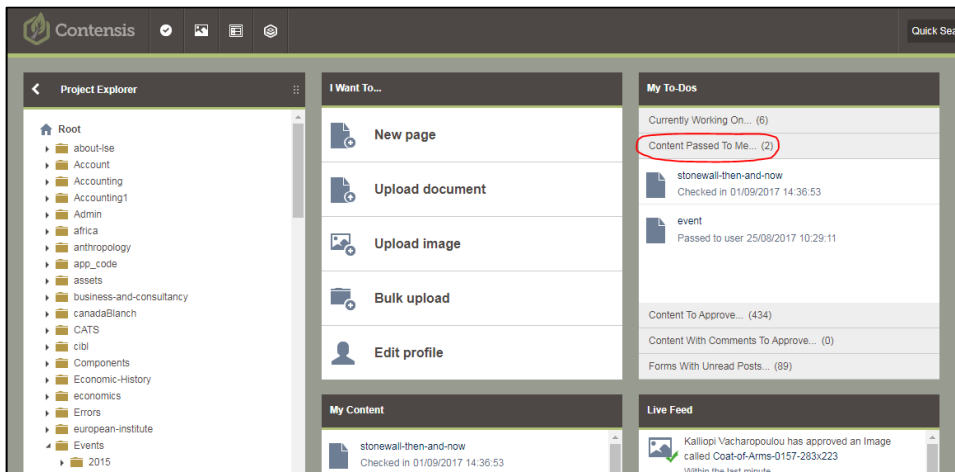 Contensis
Quick Sea
Project Explorer
Root
about-lse
Account
Accounting
Accounting1
Admin
africa
anthropology
app_code
assets
business-and-consultancy
canadaBlanch
CATS
cibl
Components
Economic-History
economics
Errors
european-institute
Events
2015
I Want To...
New page
Upload document
Upload image
Bulk upload
Edit profile
My Content
stonewall-then-and-now
Checked in 01/09/2017 14:36:53
My To-Dos
Currently Working On... (6)
Content Passed To Me... (2)
stonewall-then-and-now
Checked in 01/09/2017 14:36:53
event
Passed to user 25/08/2017 10:29:11
Content To Approve... (434)
Content With Comments To Approve... (0)
Forms With Unread Posts... (89)
Live Feed
Kalliopi Vacharopoulou has approved an Image
called Coat-of-Arms-0157-283x223
Within the last minute